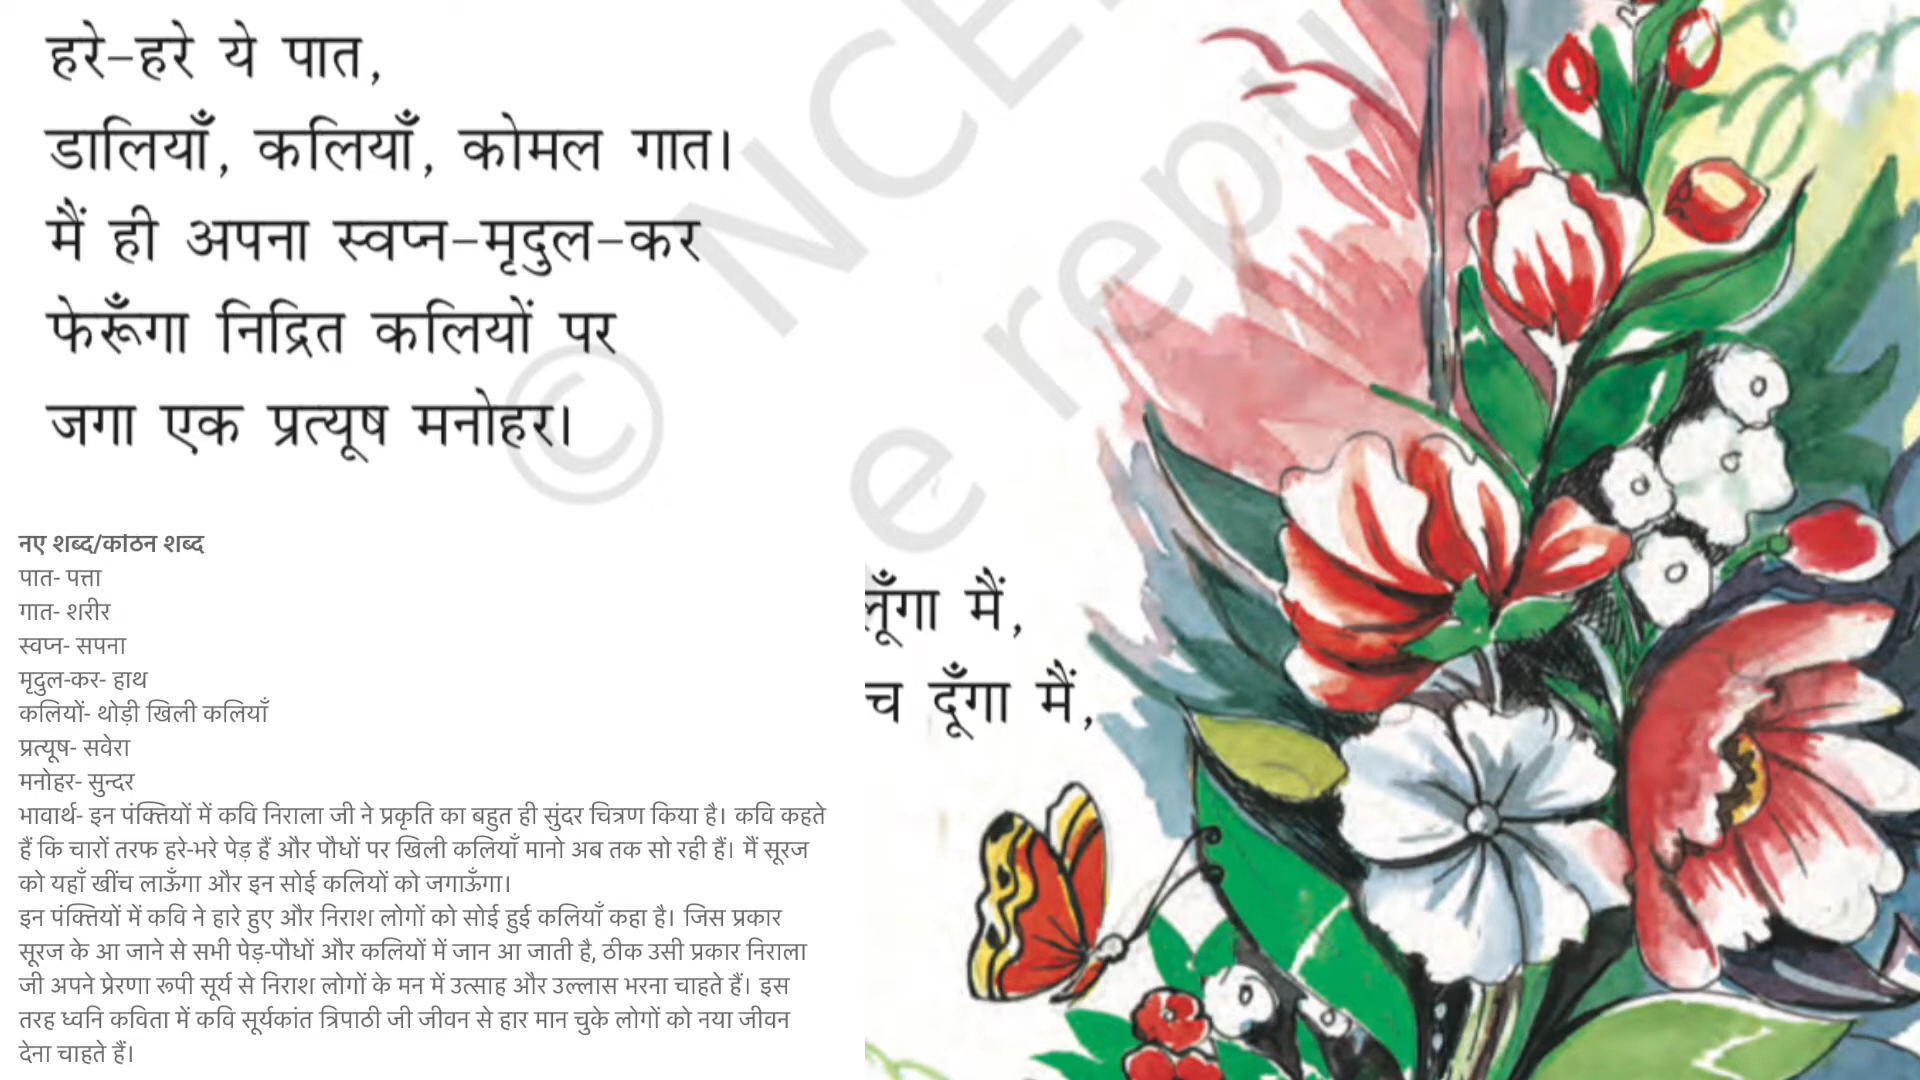 हरे-हरे ये पात,
डालियाँ, कलियाँ, कोमल गात।
मैं ही अपना स्वप्न-मृदुल-कर
फेरूँगा निद्रित कलियों पर
जगा एक प्रत्यूष मनोहर।
नए शब्द/कठिन शब्द
पात- पत्ता
गात- शरीर
स्वप्न- सपना
मृदुल-कर- हाथ
कलियों- थोड़ी खिली कलियाँ
प्रत्यूष- सवेरा
मनोहर- सुन्दर
भावार्थ- इन पंक्तियों में कवि निराला जी ने प्रकृति का बहुत ही सुंदर चित्रण किया है। कवि कहते
हैं कि चारों तरफ हरे-भरे पेड़ हैं और पौधों पर खिली कलियाँ मानो अब तक सो रही हैं। मैं सूरज
को यहाँ खींच लाऊँगा और इन सोई कलियों को जगाऊँगा।
इन पंक्तियों में कवि ने हारे हुए और निराश लोगों को सोई हुई कलियाँ कहा है। जिस प्रकार
सूरज के आ जाने से सभी पेड़-पौधों और कलियों में जान आ जाती है, ठीक उसी प्रकार निराला
जी अपने प्रेरणा रूपी सूर्य से निराश लोगों के मन में उत्साह और उल्लास भरना चाहते हैं। इस
तरह ध्वनि कविता में कवि सूर्यकांत त्रिपाठी जी जीवन से हार मान चुके लोगों को नया जीवन
देना चाहते हैं।
लूँगा मैं,
च दूँगा मैं,
© NCE
e repu